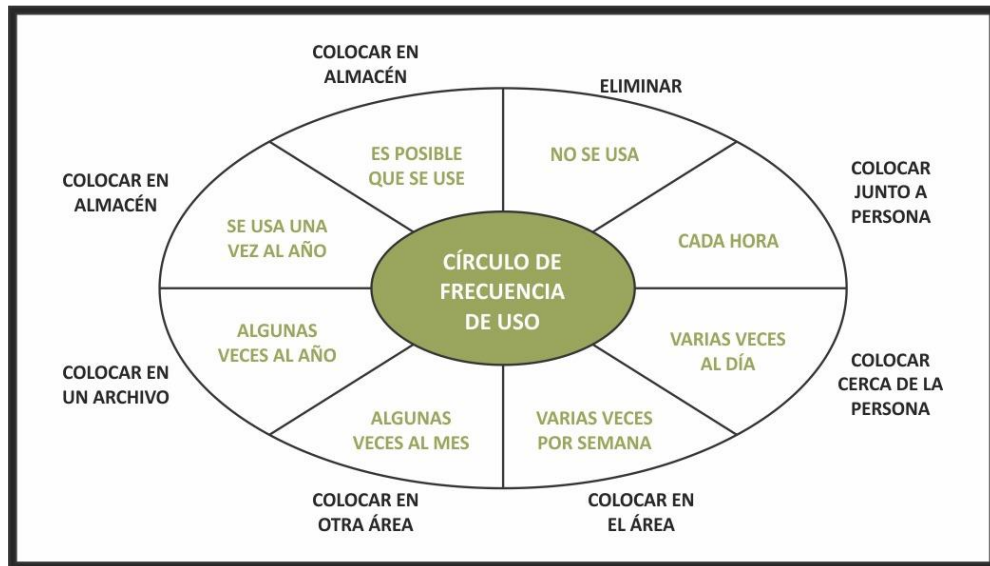 COLOCAR EN
ALMACÉN
ELIMINAR
ES POSIBLE
QUE SE USE
NO SE USA
COLOCAR EN
ALMACÉN
COLOCAR
JUNTO A
PERSONA
SE USA UNA
VEZ AL AÑO
CADA HORA
CÍRCULO DE
FRECUENCIA
DE USO
ALGUNAS
VECES AL AÑO
VARIAS VECES
AL DÍA
COLOCAR EN
UN ARCHIVO
COLOCAR
CERCA DE LA
PERSONA
ALGUNAS
VECES AL MES
VARIAS VECES
POR SEMANA
COLOCAR EN
OTRA ÁREA
COLOCAR EN
EL ÁREA